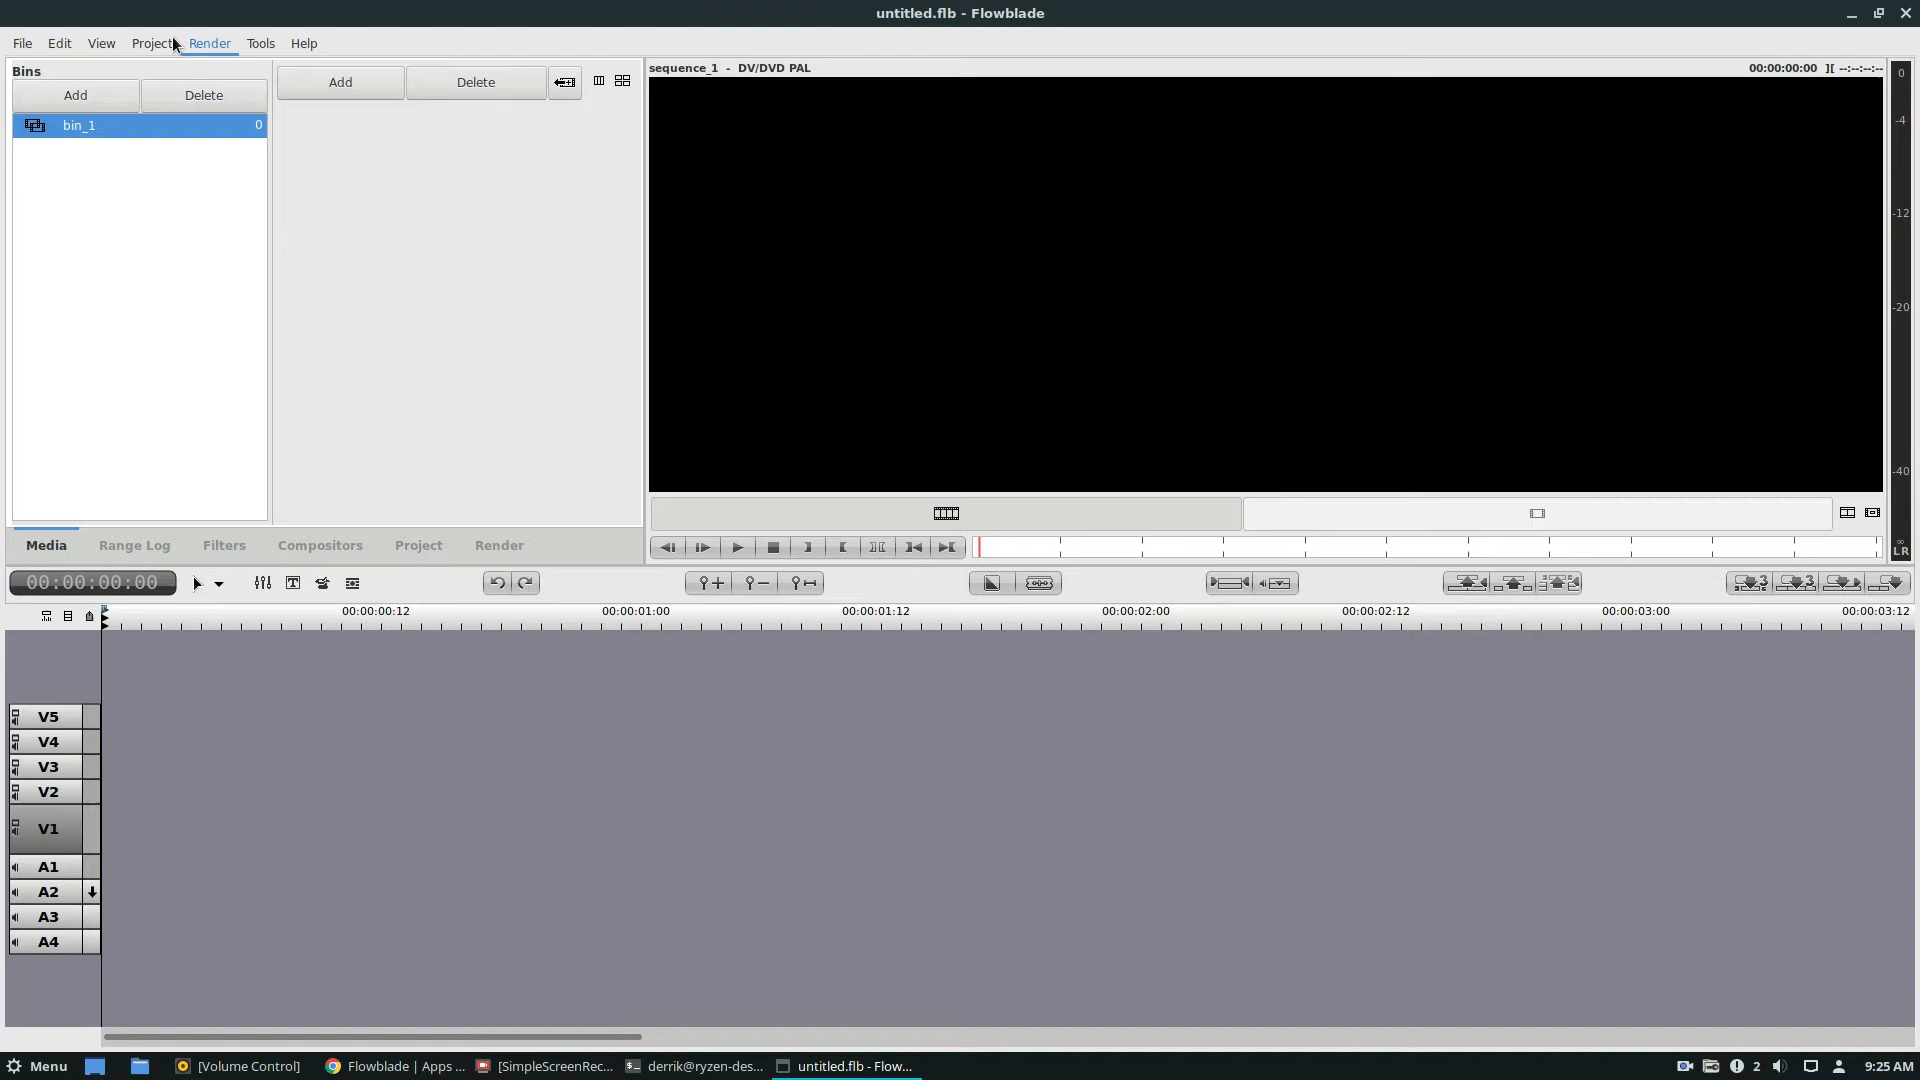 untitled.flb - Flowblade
File Edit View Project Render Tools Help
Bins
Add Delete
bin_1 0
Add Delete
sequence_1 - DV/DVD PAL 00:00:00:00 ][ --:--:--:--
0
-4
-12
-20
-40
∞
L R
Media Range Log Filters Compositors Project Render
00:00:00:00
00:00:00:12 00:00:01:00 00:00:01:12 00:00:02:00 00:00:02:12 00:00:03:00 00:00:03:12
V5
V4
V3
V2
V1
A1
A2
A3
A4
Menu [Volume Control] Flowblade | Apps ... [SimpleScreenRec... derrik@ryzen-des... untitled.flb - Flow... 2 9:25 AM